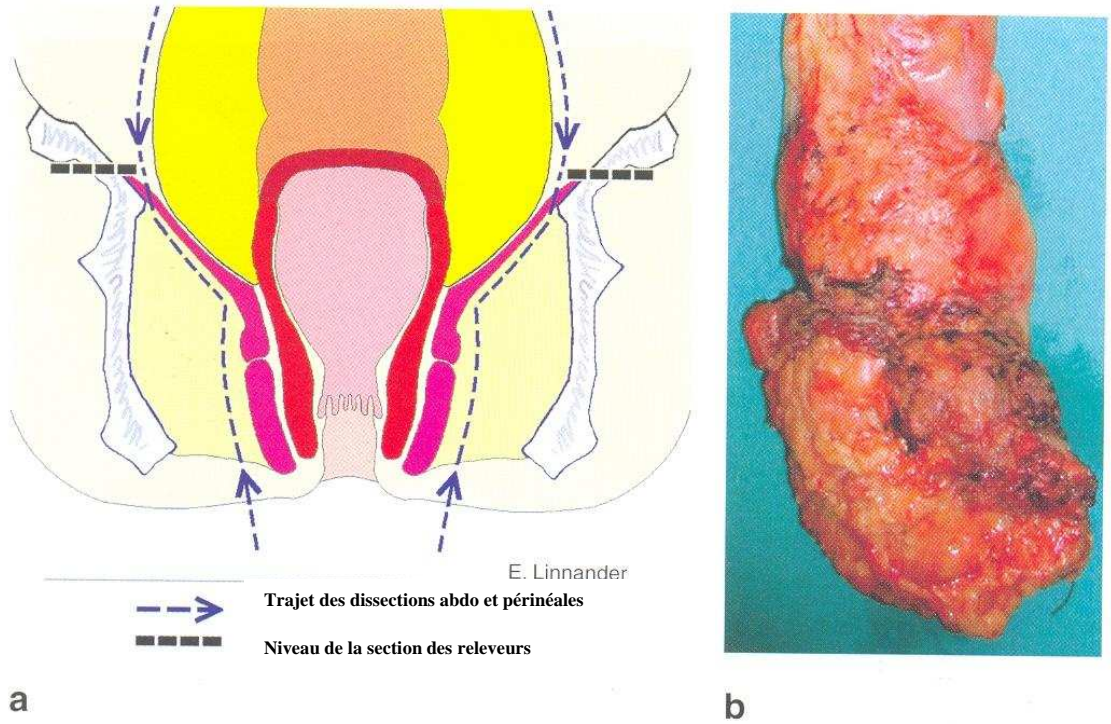 E. Linnander
Trajet des dissections abdo et périnéales
Niveau de la section des releveurs
a
b